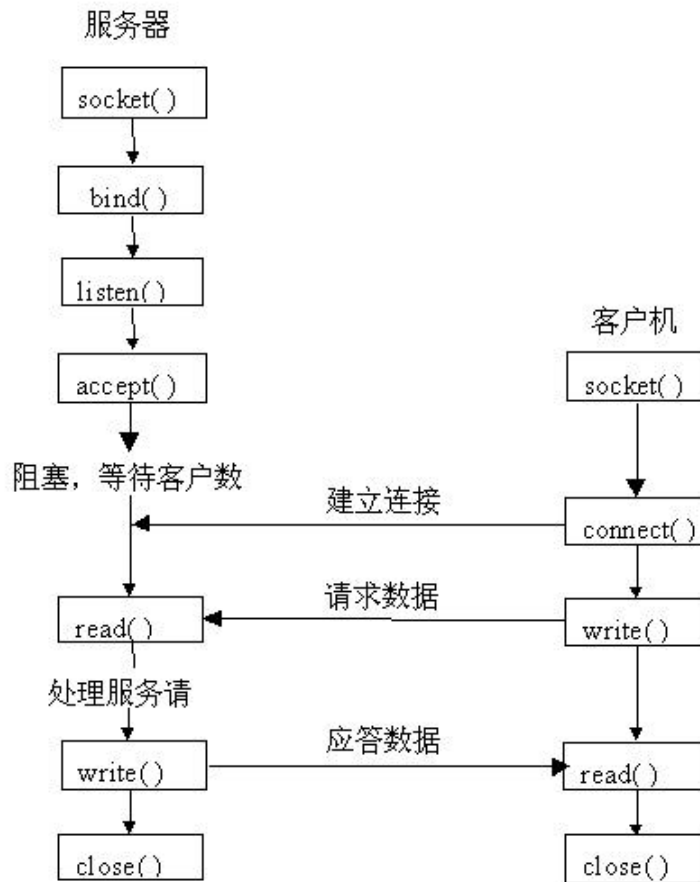 服务器
socket()
bind()
listen()
accept()
阻塞，等待客户数
客户机
socket()
建立连接
connect()
请求数据
read()
write()
处理服务请
应答数据
write()
read()
close()
close()